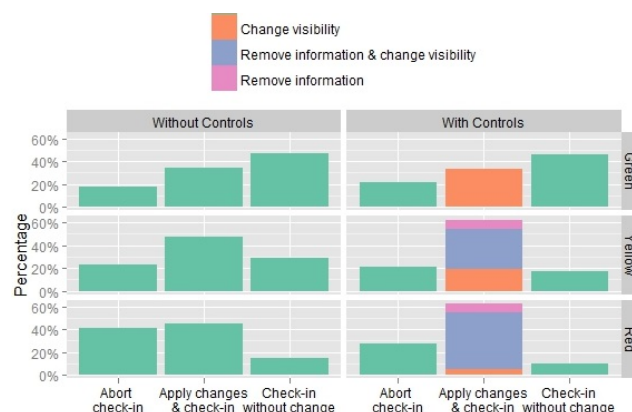 Change visibility
Remove information & change visibility
Remove information
Without Controls
With Controls
Percentage
60%
40%
20%
0%
Green
60%
40%
20%
0%
Yellow
60%
40%
20%
0%
Red
Abort
check-in
Apply changes
& check-in
Check-in
without change
Abort
check-in
Apply changes
& check-in
Check-in
without change